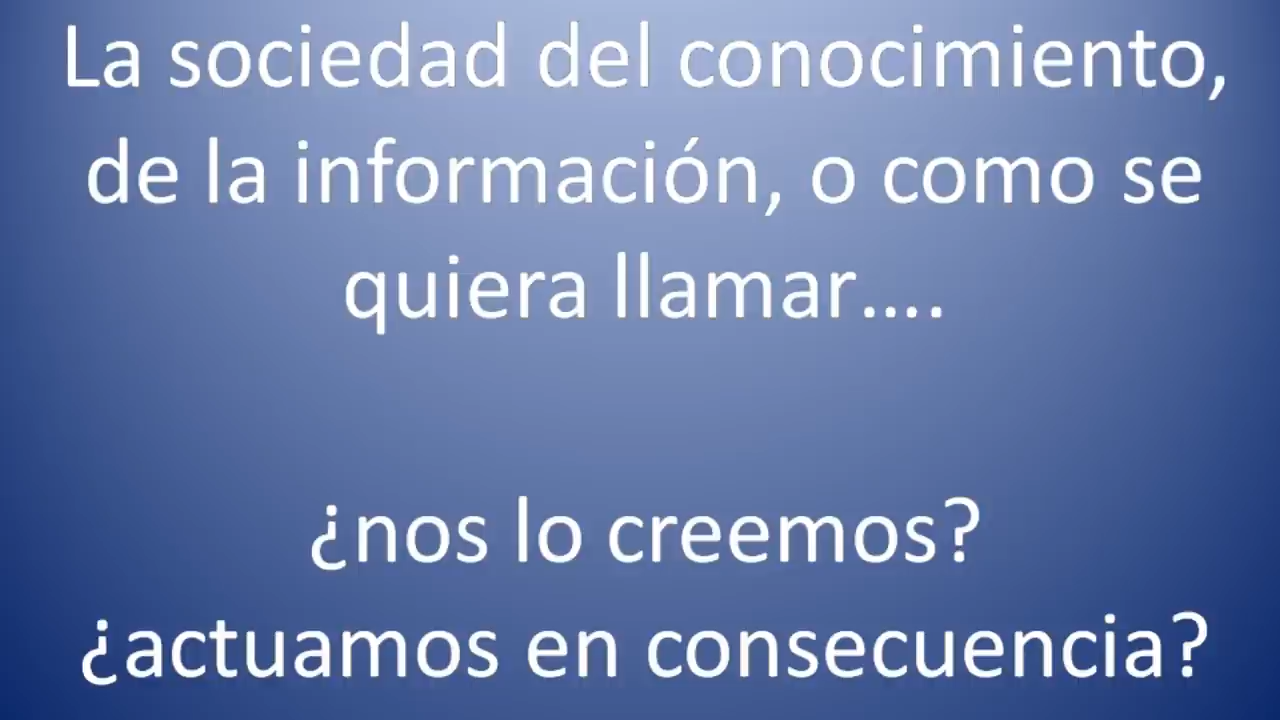 La sociedad del conocimiento,
de la información, o como se
quiera llamar….
¿nos lo creemos?
¿actuamos en consecuencia?